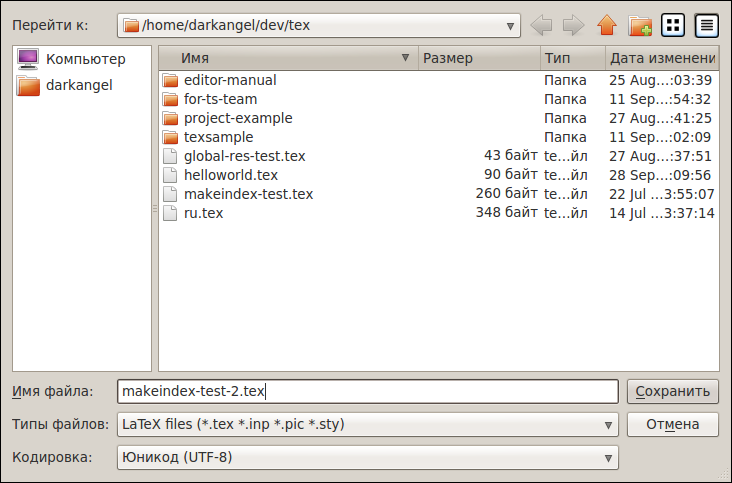 Перейти к: /home/darkangel/dev/tex
Компьютер
darkangel
Имя Размер Тип Дата изменени
editor-manual Папка 25 Aug...:03:39
for-ts-team Папка 11 Sep...:54:32
project-example Папка 27 Aug...:41:25
texsample Папка 11 Sep...:02:09
global-res-test.tex 43 байт te...йл 27 Aug...:37:51
helloworld.tex 90 байт te...йл 28 Sep...:09:56
makeindex-test.tex 260 байт te...йл 22 Jul ...3:55:07
ru.tex 348 байт te...йл 14 Jul ...3:37:14
Имя файла: makeindex-test-2.tex Сохранить
Типы файлов: LaTeX files (*.tex *.inp *.pic *.sty) Отмена
Кодировка: Юникод (UTF-8)